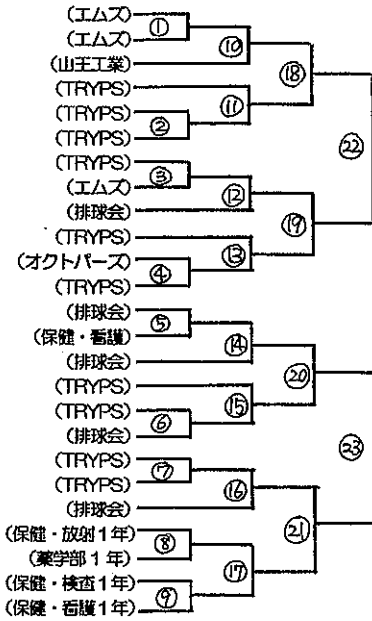 (エムズ)
①
(エムズ)
⑩
(山王工業)
⑱
(TRYPS)
⑪
(TRYPS)
②
(TRYPS)
㉒
(TRYPS)
③
(エムズ)
⑫
(排球会)
⑲
(TRYPS)
⑬
(オクトパーズ)
④
(TRYPS)
(排球会)
⑤
(保健・看護)
⑭
(排球会)
⑳
(TRYPS)
⑮
(TRYPS)
⑥
(排球会)
㉓
(TRYPS)
⑦
(TRYPS)
⑯
(排球会)
㉑
(保健・放射1年)
⑧
(薬学部1年)
⑰
(保健・検査1年)
⑨
(保健・看護1年)